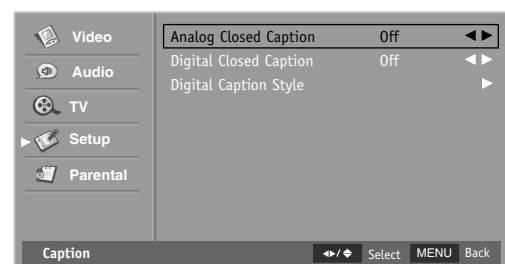 Video
Audio
TV
Setup
Parental
Analog Closed Caption Off
Digital Closed Caption Off
Digital Caption Style
Caption Select MENU Back